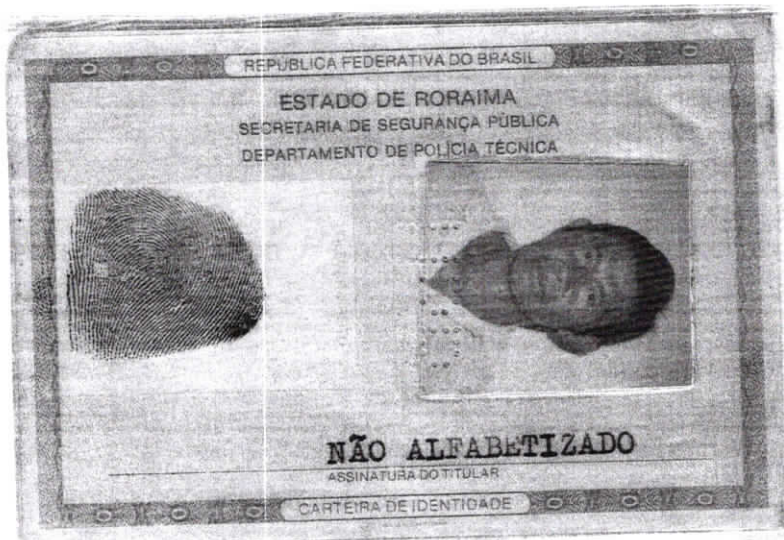 REPÚBLICA FEDERATIVA DO BRASIL
ESTADO DE RORAIMA
SECRETARIA DE SEGURANÇA PÚBLICA
DEPARTAMENTO DE POLÍCIA TÉCNICA
NÃO ALFABETIZADO
ASSINATURA DO TITULAR
CARTEIRA DE IDENTIDADE